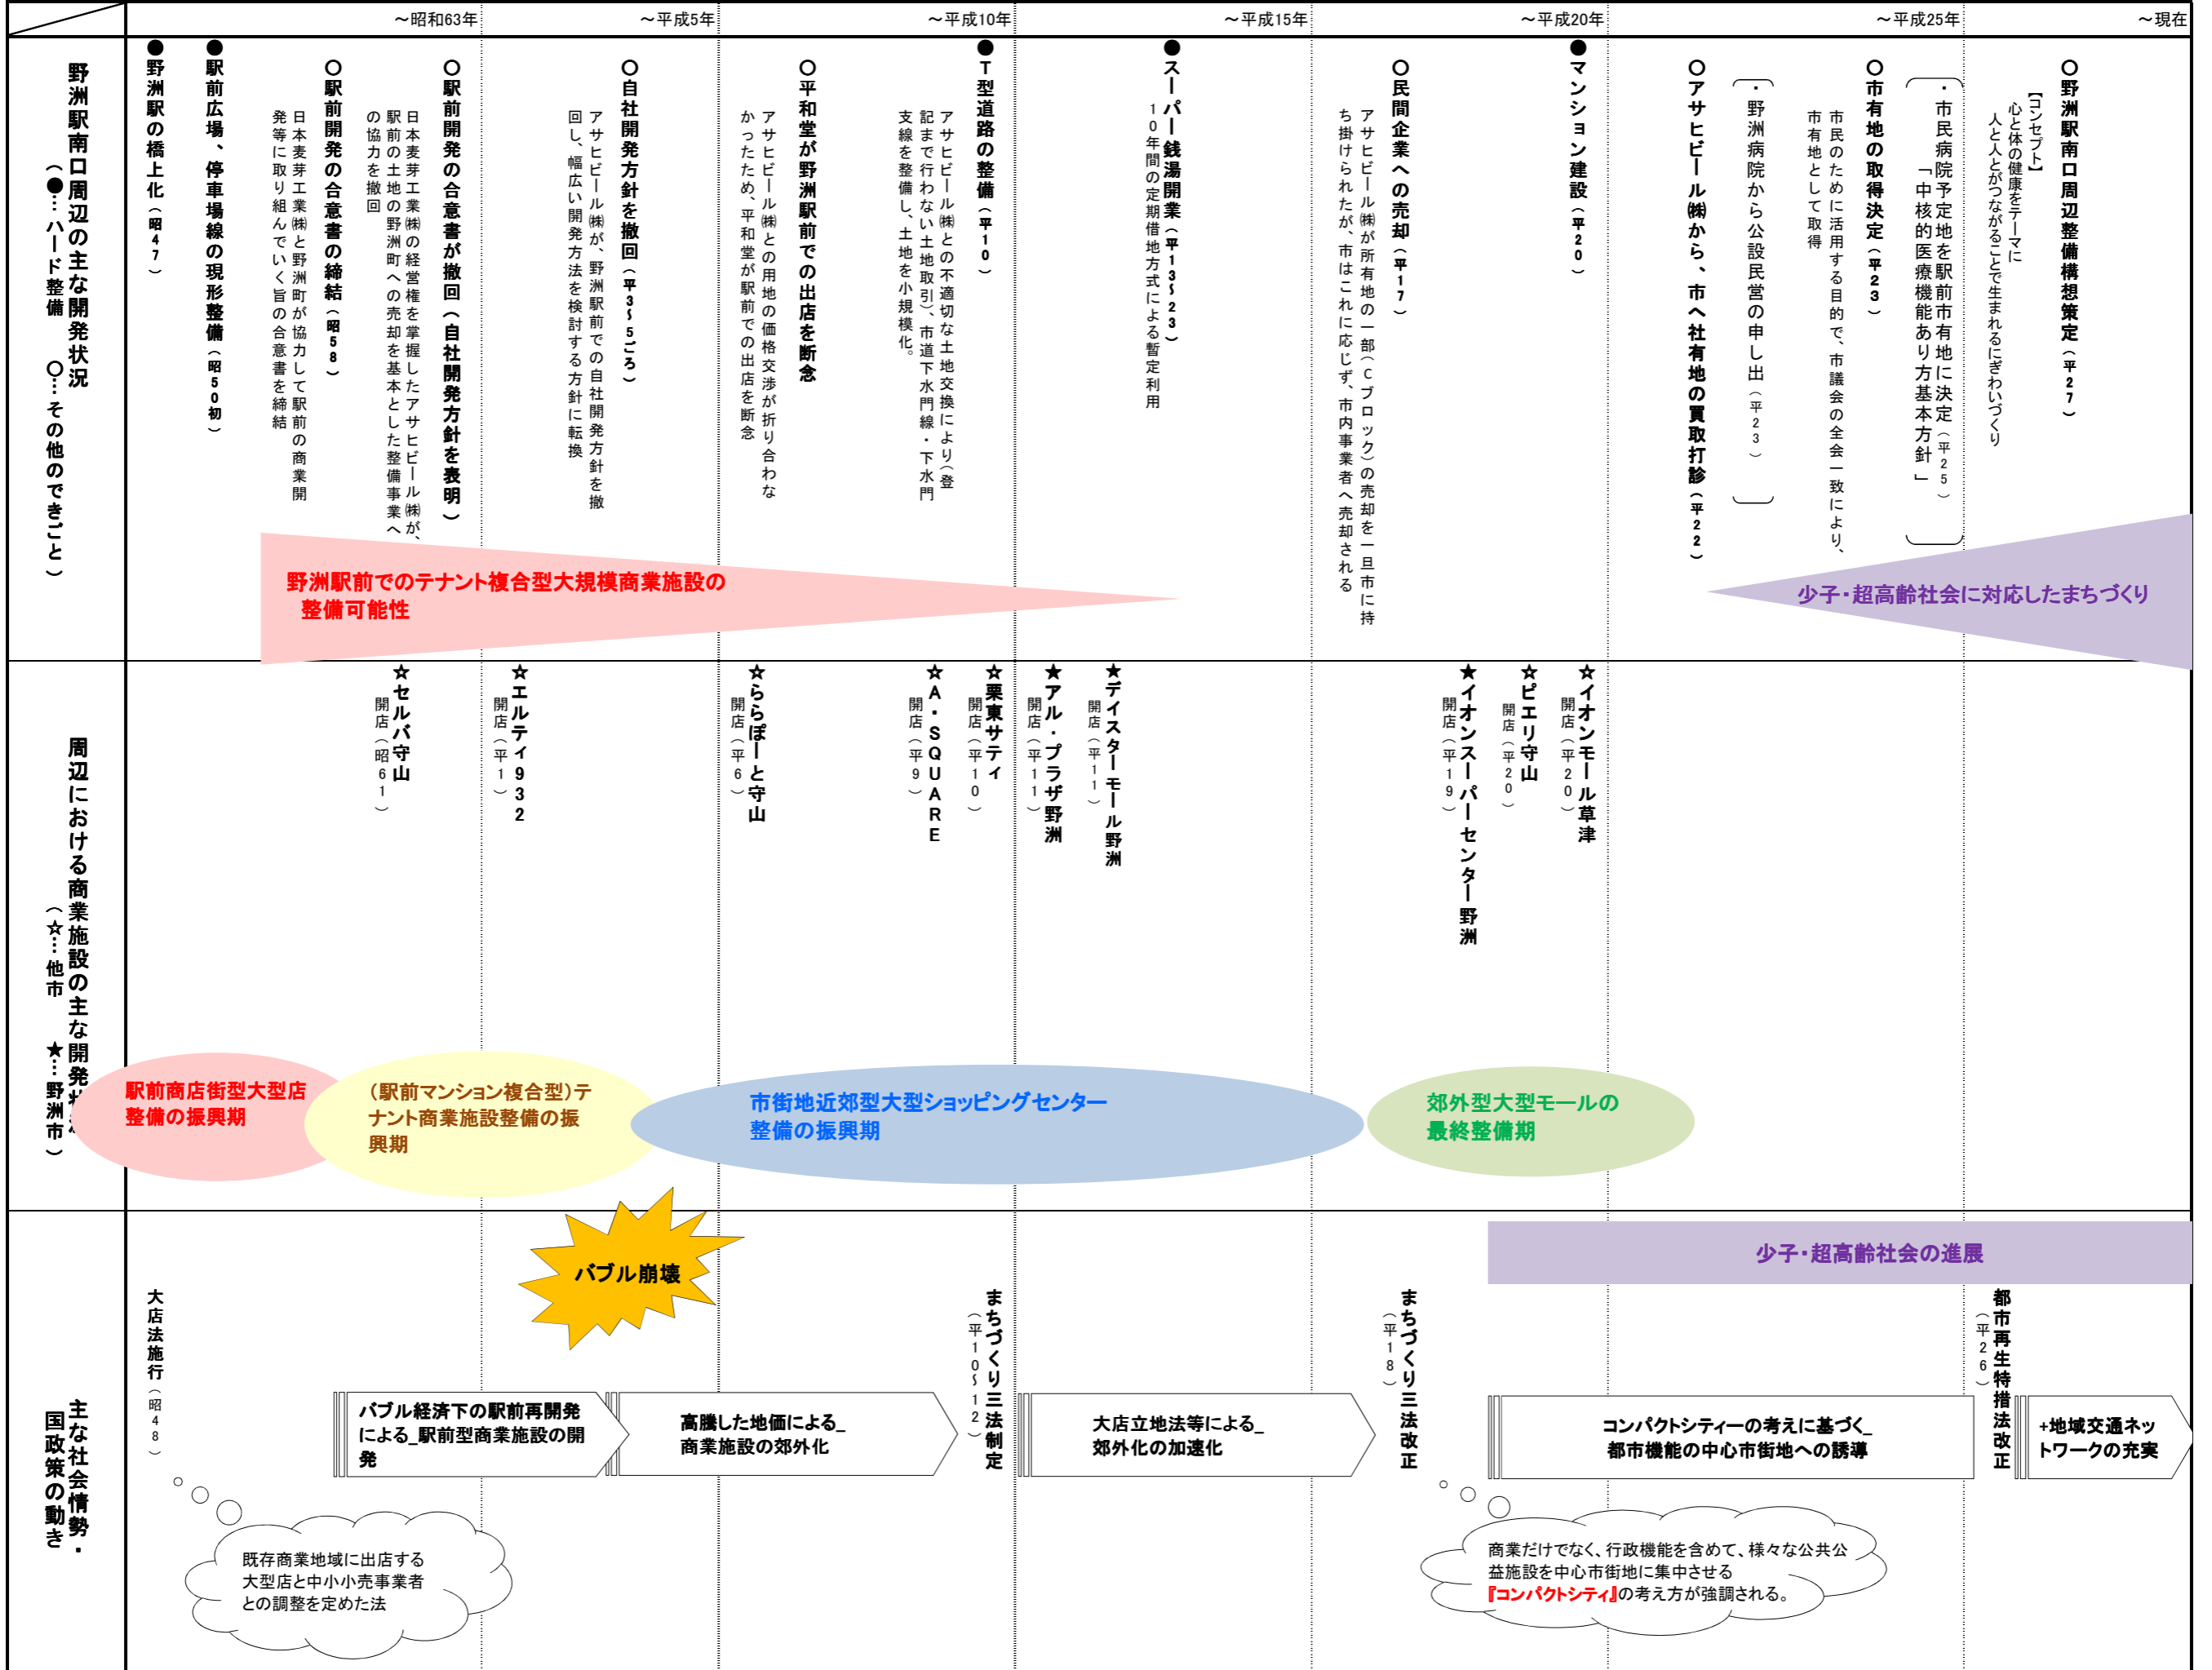 ～昭和63年
～平成5年
～平成10年
～平成15年
～平成20年
～平成25年
～現在
野洲駅南口周辺の主な開発状況
（●…ハード整備　○…その他のできごと）
●野洲駅の橋上化（昭47）
●駅前広場、停車場線の現形整備（昭50初）
○駅前開発の合意書の締結（昭58）
日本麦芽工業㈱と野洲町が協力して駅前の商業開
発等に取り組んでいく旨の合意書を締結
○駅前開発の合意書が撤回（自社開発方針を表明）
日本麦芽工業㈱の経営権を掌握したアサヒビール㈱が、
駅前の土地の野洲町への売却を基本とした整備事業へ
の協力を撤回
○自社開発方針を撤回（平3～5ごろ）
アサヒビール㈱が、野洲駅前での自社開発方針を撤
回し、幅広い開発方法を検討する方針に転換
○平和堂が野洲駅前での出店を断念
アサヒビール㈱との用地の価格交渉が折り合わな
かったため、平和堂が駅前での出店を断念
●T型道路の整備（平10）
アサヒビール㈱との不適切な土地交換により（登
記まで行わない土地取引）、市道下水門線・下水門
支線を整備し、土地を小規模化。
●スーパー銭湯開業（平13～23）
10年間の定期借地方式による暫定利用
○民間企業への売却（平17）
アサヒビール㈱が所有地の一部（Cブロック）の売却を一旦市に持
ち掛けられたが、市はこれに応じず、市内事業者へ売却される
●マンション建設（平20）
○アサヒビール㈱から、市へ社有地の買取打診（平22）
・野洲病院から公設民営の申し出（平23）
○市有地の取得決定（平23）
市民のために活用する目的で、市議会の全会一致により、
市有地として取得
・市民病院予定地を駅前市有地に決定（平25）
「中核的医療機能あり方基本方針」
○野洲駅南口周辺整備構想策定（平27）
【コンセプト】
心と体の健康をテーマに
人と人とがつながることで生まれるにぎわいづくり
野洲駅前でのテナント複合型大規模商業施設の
整備可能性
少子・超高齢社会に対応したまちづくり
周辺における商業施設の主な開発状
（☆…他市　★…野洲市）
☆セルバ守山
開店（昭61）
☆エルティ932
開店（平1）
☆ららぽーと守山
開店（平6）
☆A・SQUARE
開店（平9）
☆栗東サティ
開店（平10）
★アル・プラザ野洲
開店（平11）
★デイスターモール野洲
開店（平11）
★イオンスーパーセンター野洲
開店（平19）
☆ピエリ守山
開店（平20）
☆イオンモール草津
開店（平20）
駅前商店街型大型店
整備の振興期
（駅前マンション複合型）テ
ナント商業施設整備の振
興期
市街地近郊型大型ショッピングセンター
整備の振興期
郊外型大型モールの
最終整備期
主な社会情勢・
国政策の動き
バブル崩壊
少子・超高齢社会の進展
大店法施行（昭48）
まちづくり三法制定
（平10～12）
まちづくり三法改正
（平18）
都市再生特措法改正
（平26）
バブル経済下の駅前再開発
による_駅前型商業施設の開
発
高騰した地価による_
商業施設の郊外化
大店立地法等による_
郊外化の加速化
コンパクトシティーの考えに基づく_
都市機能の中心市街地への誘導
+地域交通ネッ
トワークの充実
既存商業地域に出店する
大型店と中小小売事業者
との調整を定めた法
商業だけでなく、行政機能を含めて、様々な公共公
益施設を中心市街地に集中させる
『コンパクトシティ』の考え方が強調される。